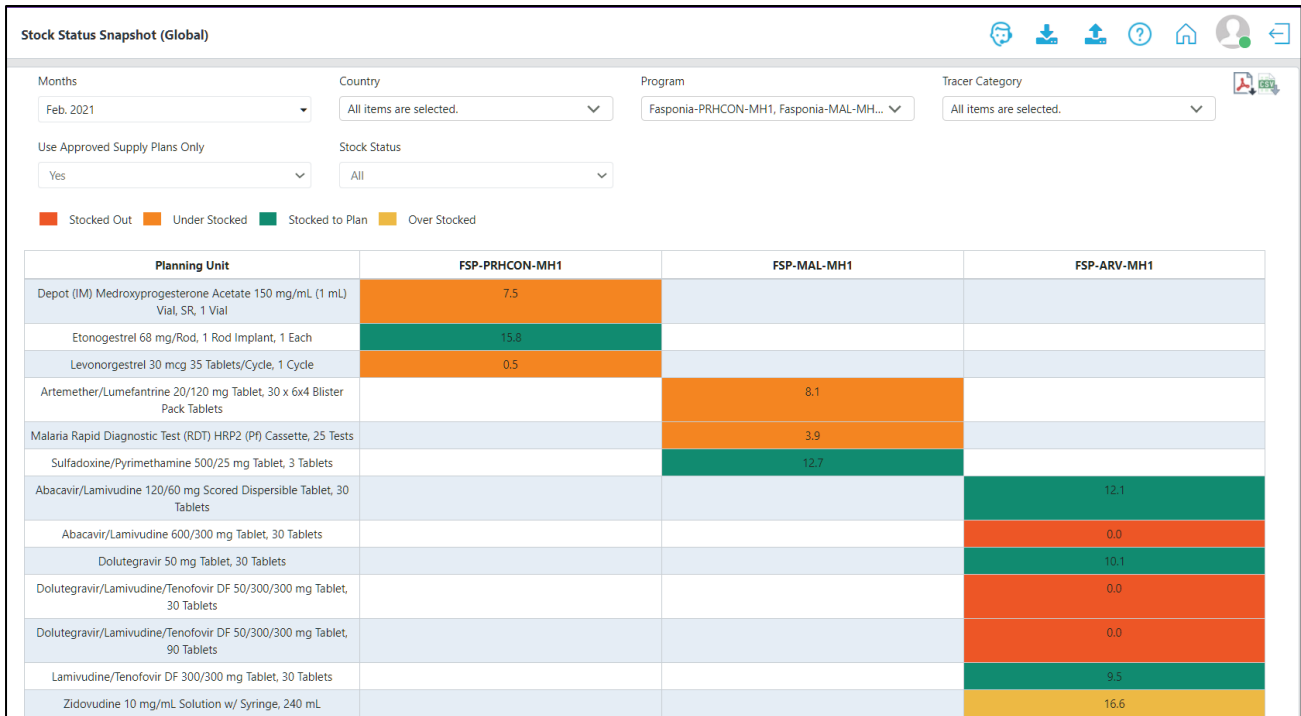 Stock Status Snapshot (Global)
Months
Country
Program
Tracer Category
CSV
Feb. 2021
All items are selected.
Fasponia-PRHCON-MH1, Fasponia-MAL-MH...
All items are selected.
Use Approved Supply Plans Only
Stock Status
Yes
All
Stocked Out Under Stocked Stocked to Plan Over Stocked
Planning Unit FSP-PRHCON-MH1 FSP-MAL-MH1 FSP-ARV-MH1
Depot (IM) Medroxyprogesterone Acetate 150 mg/mL (1 mL)
Vial, SR, 1 Vial
7.5
Etonogestrel 68 mg/Rod, 1 Rod Implant, 1 Each 15.8
Levonorgestrel 30 mcg 35 Tablets/Cycle, 1 Cycle 0.5
Artemether/Lumefantrine 20/120 mg Tablet, 30 x 6x4 Blister
Pack Tablets
8.1
Malaria Rapid Diagnostic Test (RDT) HRP2 (Pf) Cassette, 25 Tests 3.9
Sulfadoxine/Pyrimethamine 500/25 mg Tablet, 3 Tablets 12.7
Abacavir/Lamivudine 120/60 mg Scored Dispersible Tablet, 30
Tablets
12.1
Abacavir/Lamivudine 600/300 mg Tablet, 30 Tablets 0.0
Dolutegravir 50 mg Tablet, 30 Tablets 10.1
Dolutegravir/Lamivudine/Tenofovir DF 50/300/300 mg Tablet,
30 Tablets
0.0
Dolutegravir/Lamivudine/Tenofovir DF 50/300/300 mg Tablet,
90 Tablets
0.0
Lamivudine/Tenofovir DF 300/300 mg Tablet, 30 Tablets 9.5
Zidovudine 10 mg/mL Solution w/ Syringe, 240 mL 16.6